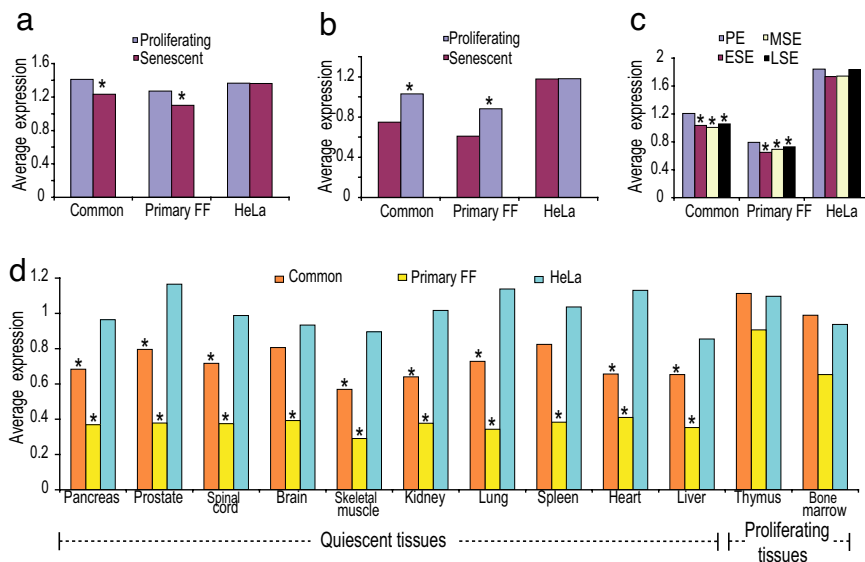 a
Proliferating
Senescent
Average expression
1.6
1.2
0.8
0.4
0
*
*
Common Primary FF HeLa
b
Proliferating
Senescent
Average expression
1.2
0.8
0.4
0
*
*
Common Primary FF HeLa
c
PE MSE
ESE LSE
Average expression
2
1.6
1.2
0.8
0.4
0
* * *
* * *
Common Primary FF HeLa
d
Common Primary FF HeLa
Average expression
1.2
1
0.8
0.6
0.4
0.2
0
* * * * * * * *
* * * * * * * * * *
Pancreas Prostate Spinal cord Brain Skeletal muscle Kidney Lung Spleen Heart Liver Thymus Bone marrow
Quiescent tissues
Proliferating
tissues